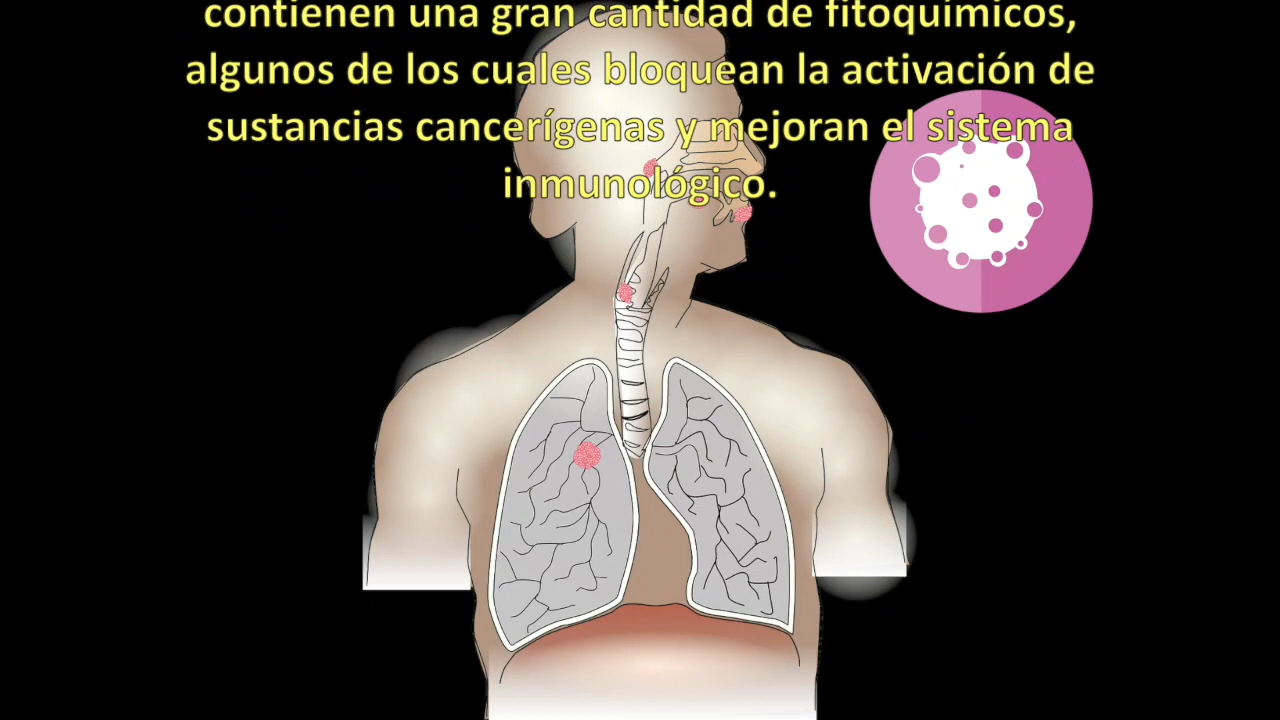 contienen una gran cantidad de fitoquímicos,
algunos de los cuales bloquean la activación de
sustancias cancerígenas y mejoran el sistema
inmunológico.